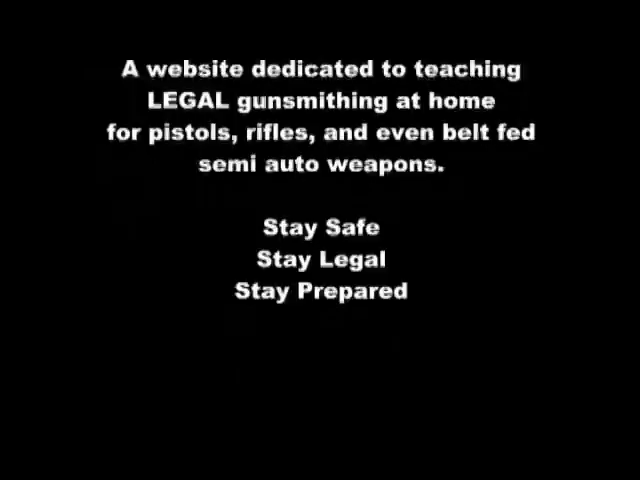 A website dedicated to teaching
LEGAL gunsmithing at home
for pistols, rifles, and even belt fed
semi auto weapons.
Stay Safe
Stay Legal
Stay Prepared